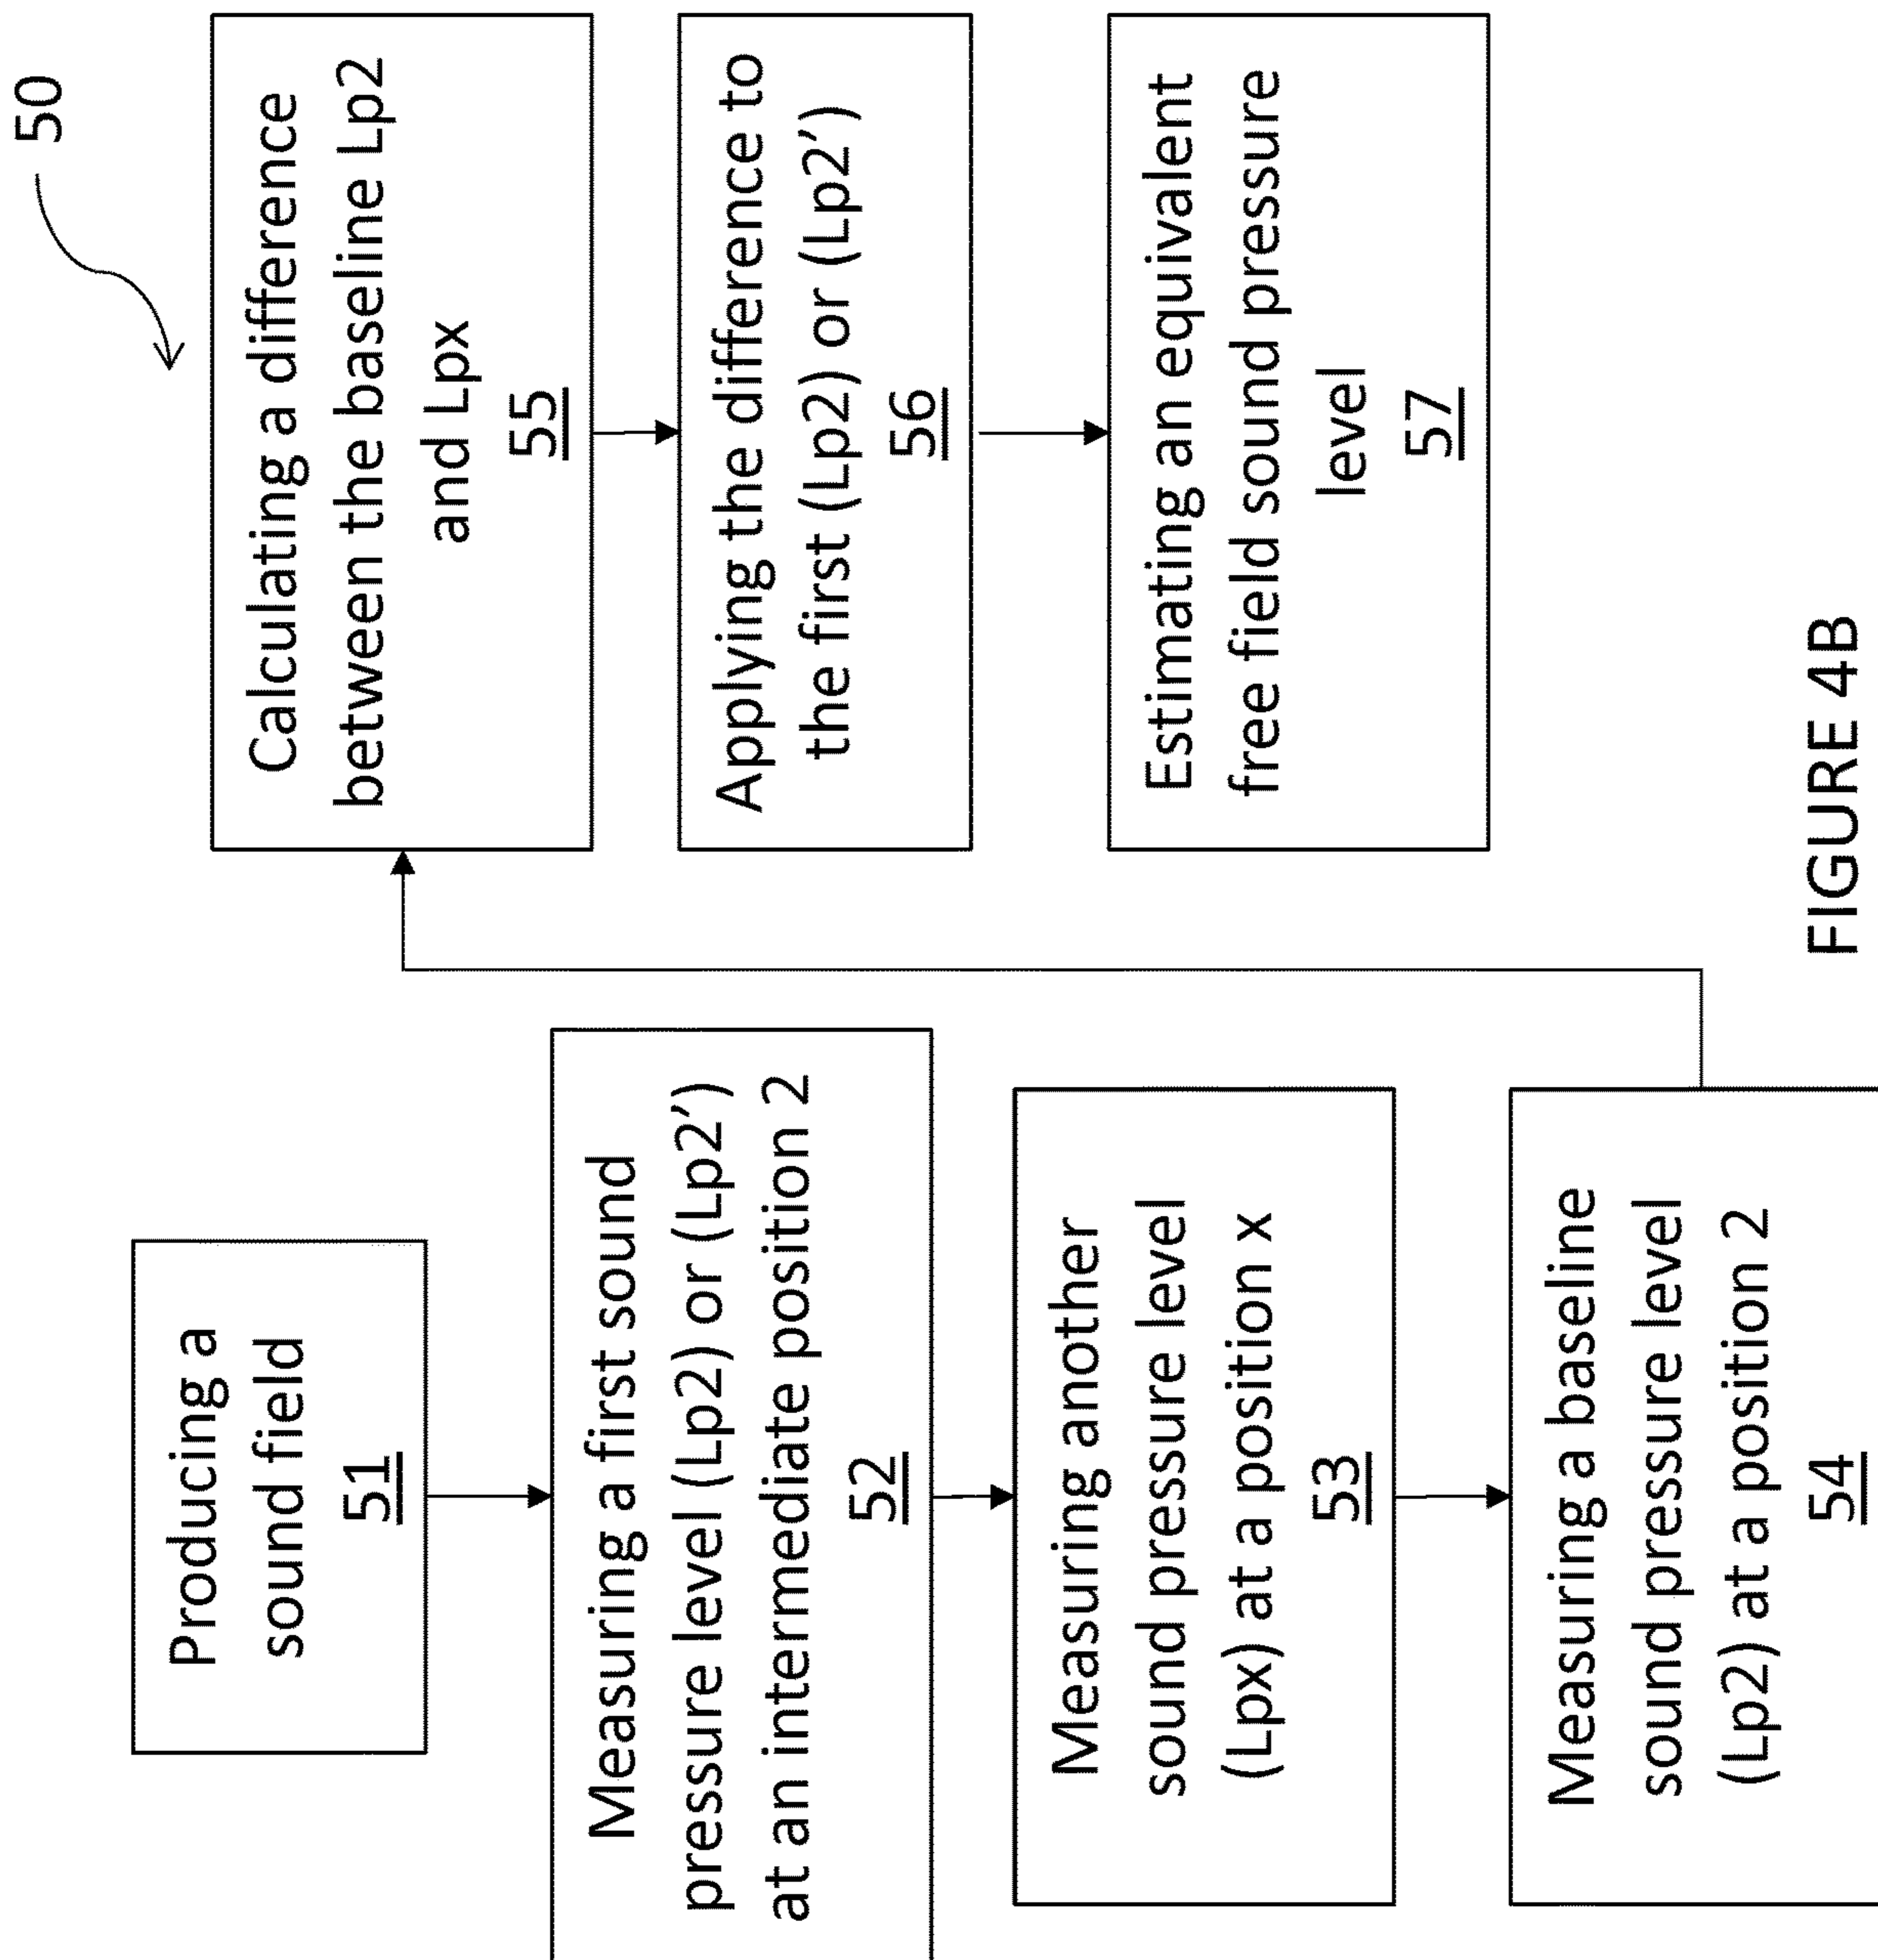 50
Producing a
sound field
51
Measuring a first sound
pressure level (Lp2) or (Lp2’)
at an intermediate position 2
52
Measuring another
sound pressure level
(Lpx) at a position x
53
Measuring a baseline
sound pressure level
(Lp2) at a position 2
54
Calculating a difference
between the baseline Lp2
and Lpx
55
Applying the difference to
the first (Lp2) or (Lp2’)
56
Estimating an equivalent
free field sound pressure
level
57
FIGURE 4B